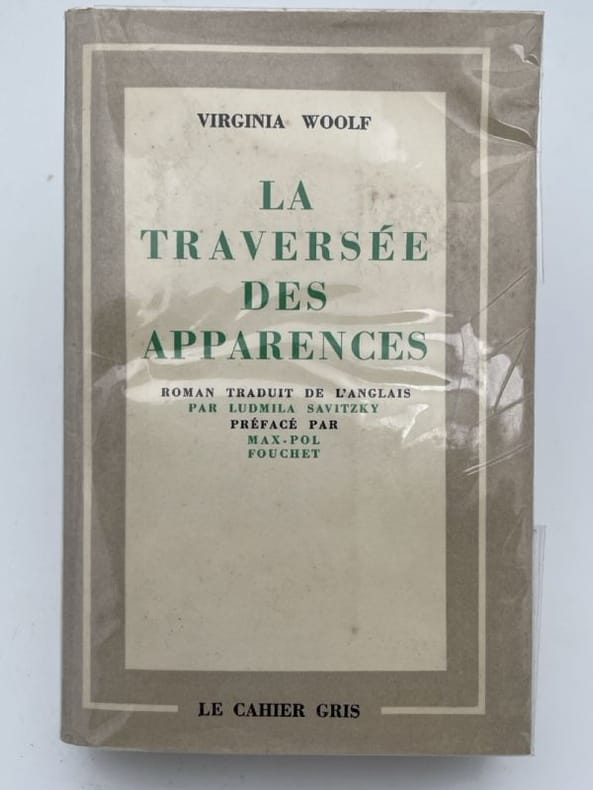 VIRGINIA WOOLF
LA
TRAVERSÉE
DES
APPARENCES
ROMAN TRADUIT DE L'ANGLAIS
PAR LUDMILA SAVITZKY
PRÉFACÉ PAR
MAX-POL
FOUCHET
LE CAHIER GRIS